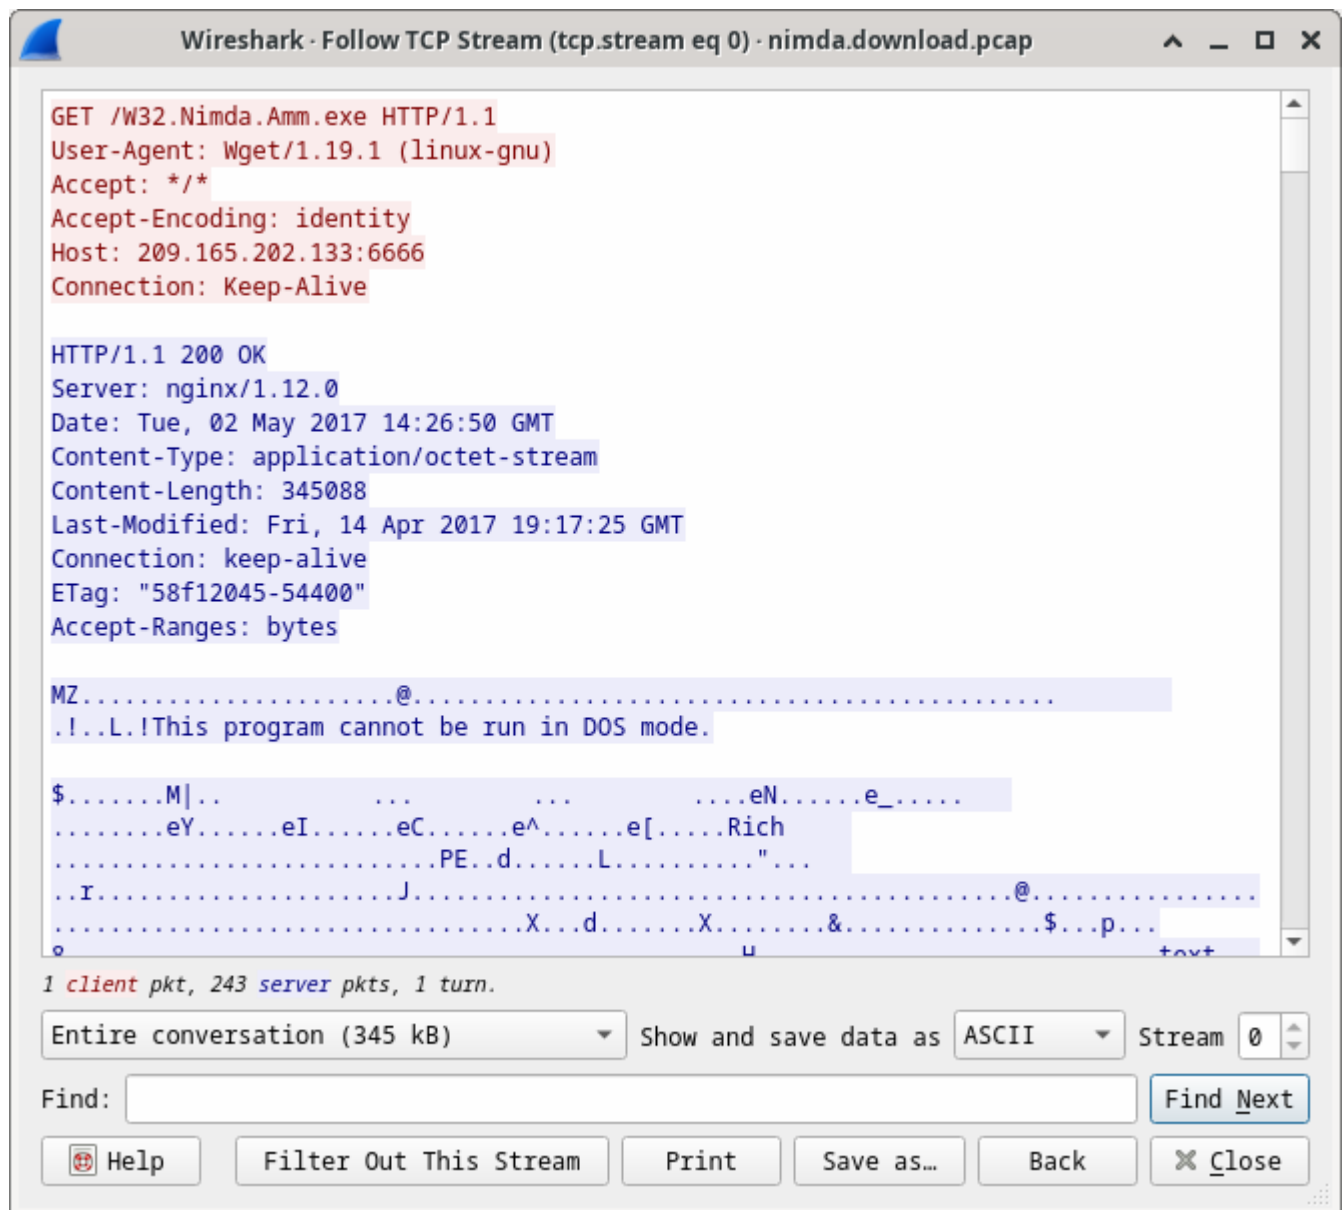 Wireshark · Follow TCP Stream (tcp.stream eq 0) · nimda.download.pcap
GET /W32.Nimda.Amm.exe HTTP/1.1
User-Agent: Wget/1.19.1 (linux-gnu)
Accept: */*
Accept-Encoding: identity
Host: 209.165.202.133:6666
Connection: Keep-Alive
HTTP/1.1 200 OK
Server: nginx/1.12.0
Date: Tue, 02 May 2017 14:26:50 GMT
Content-Type: application/octet-stream
Content-Length: 345088
Last-Modified: Fri, 14 Apr 2017 19:17:25 GMT
Connection: keep-alive
ETag: "58f12045-54400"
Accept-Ranges: bytes
MZ......................@.............................................
.!..L.!This program cannot be run in DOS mode.
$.......M|.. ... ... ....eN......e_.....
........eY......eI......eC......e^......e[.....Rich
...........................PE..d......L.........."...
..r.....................J..........................................@.................
.................................X...d.......X........&..............$...p...
1 client pkt, 243 server pkts, 1 turn.
Entire conversation (345 kB) Show and save data as ASCII Stream 0
Find: Find Next
Help Filter Out This Stream Print Save as… Back Close